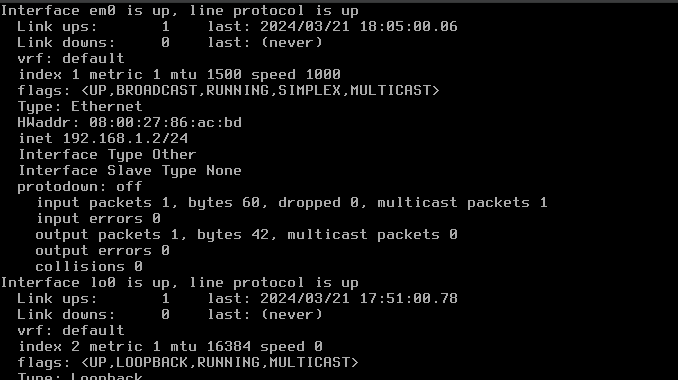 Interface em0 is up, line protocol is up
  Link ups:       1    last: 2024/03/21 18:05:00.06
  Link downs:     0    last: (never)
  vrf: default
  index 1 metric 1 mtu 1500 speed 1000
  flags: <UP,BROADCAST,RUNNING,SIMPLEX,MULTICAST>
  Type: Ethernet
  HWaddr: 08:00:27:86:ac:bd
  inet 192.168.1.2/24
  Interface Type Other
  Interface Slave Type None
  protodown: off
    input packets 1, bytes 60, dropped 0, multicast packets 1
    input errors 0
    output packets 1, bytes 42, multicast packets 0
    output errors 0
    collisions 0
Interface lo0 is up, line protocol is up
  Link ups:       1    last: 2024/03/21 17:51:00.78
  Link downs:     0    last: (never)
  vrf: default
  index 2 metric 1 mtu 16384 speed 0
  flags: <UP,LOOPBACK,RUNNING,MULTICAST>
  Type: Loopback